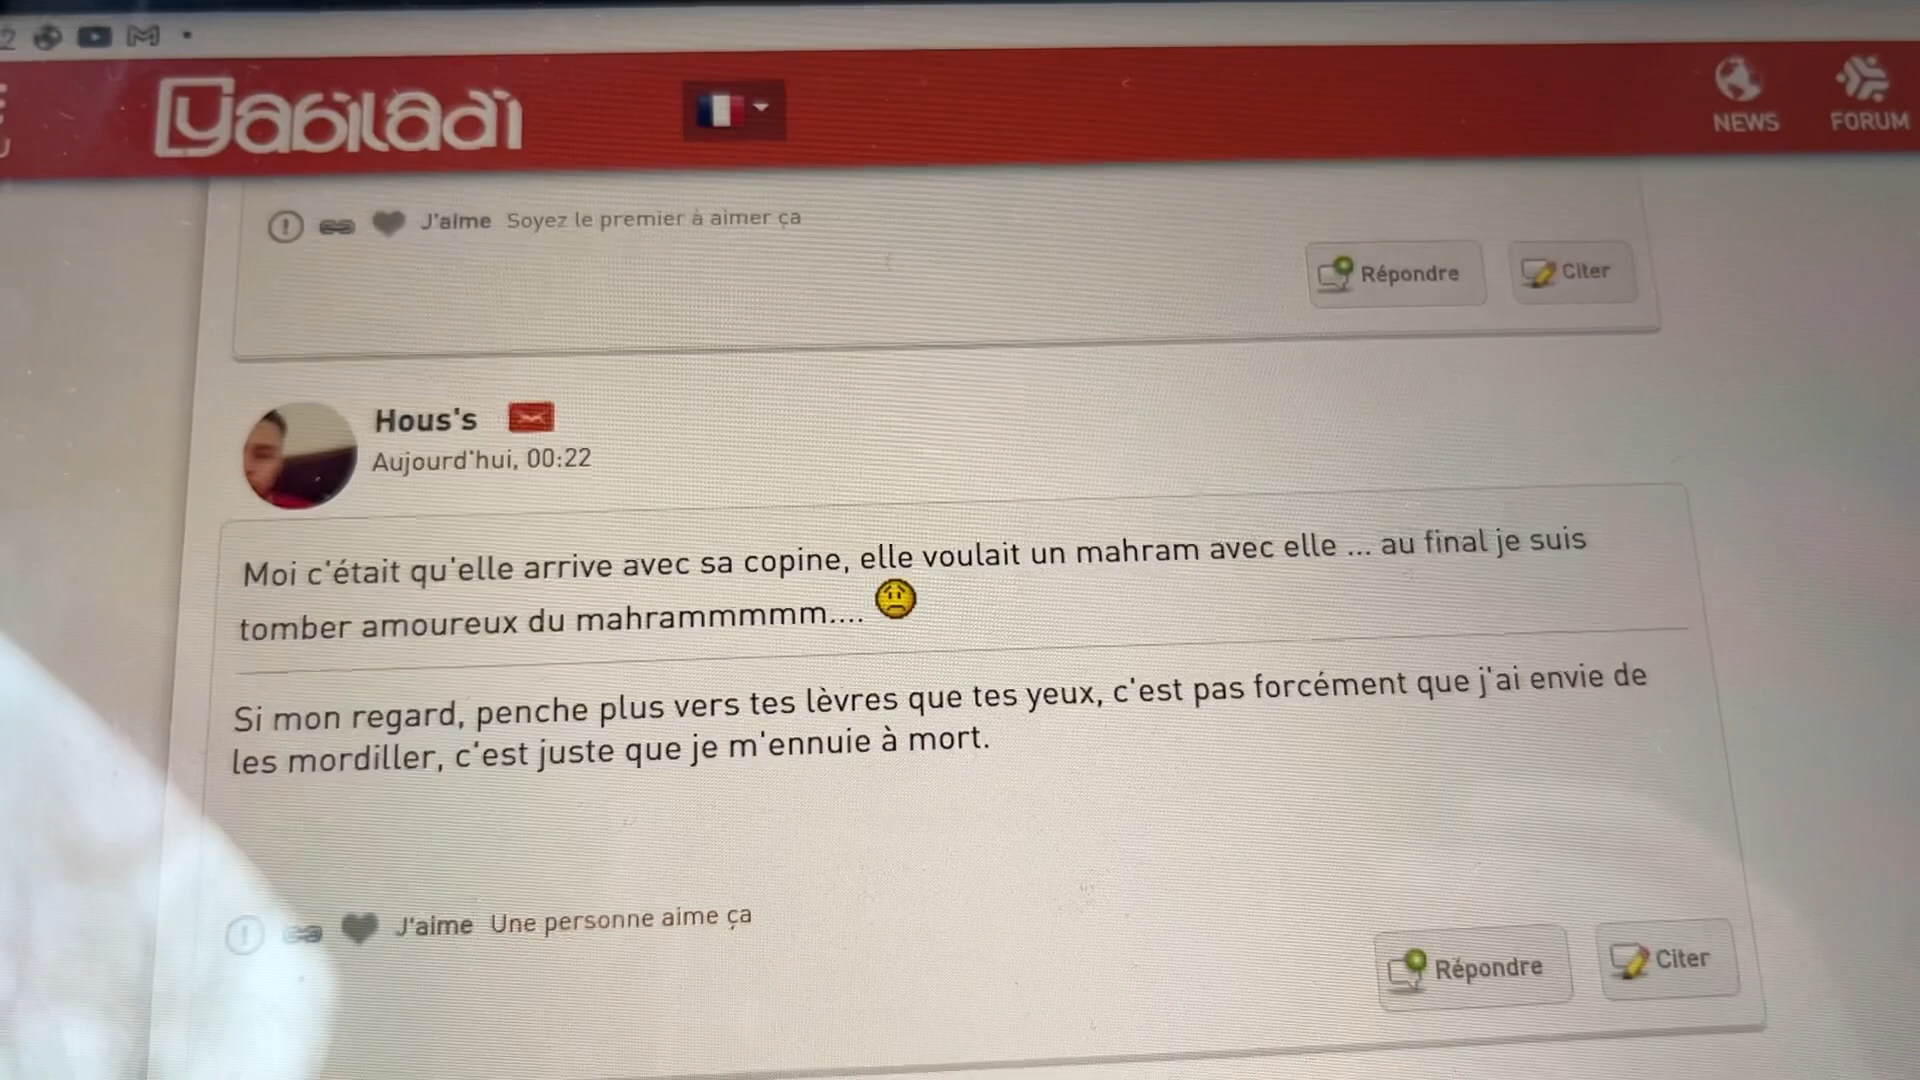 2
yabiladi
NEWS
FORUM
J'aime Soyez le premier à aimer ça
Répondre
Citer
Hous's
Aujourd'hui, 00:22
Moi c'était qu'elle arrive avec sa copine, elle voulait un mahram avec elle ... au final je suis
tomber amoureux du mahrammmmm....
Si mon regard, penche plus vers tes lèvres que tes yeux, c'est pas forcément que j'ai envie de
les mordiller, c'est juste que je m'ennuie à mort.
J'aime Une personne aime ça
Répondre
Citer